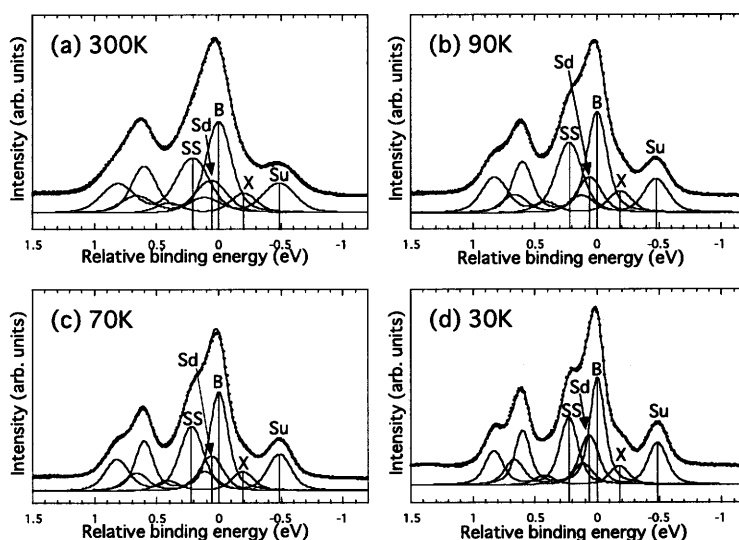 (a) 300K
Intensity (arb. units)
SS
Sd
B
X
Su
1.5 1 0.5 0 -0.5 -1
Relative binding energy (eV)
(b) 90K
Intensity (arb. units)
Sd
SS
B
X
Su
1.5 1 0.5 0 -0.5 -1
Relative binding energy (eV)
(c) 70K
Intensity (arb. units)
Sd
SS
B
X
Su
1.5 1 0.5 0 -0.5 -1
Relative binding energy (eV)
(d) 30K
Intensity (arb. units)
Sd
SS
B
X
Su
1.5 1 0.5 0 -0.5 -1
Relative binding energy (eV)